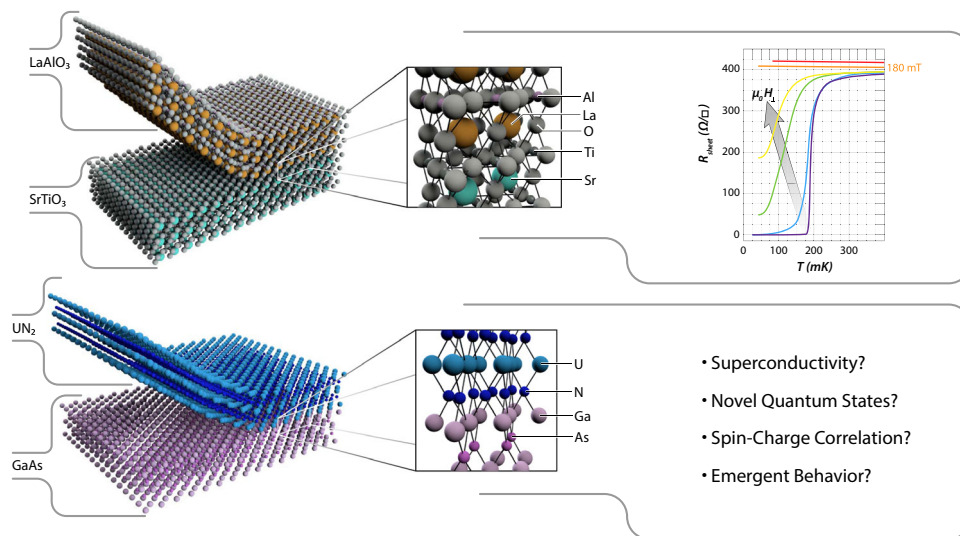 LaAlO₃
SrTiO₃
Al
La
O
Ti
Sr
400
300
200
100
0
R_sheet (Ω/□)
μ₀H⊥
180 mT
0
100
200
300
T (mK)
UN₂
GaAs
U
N
Ga
As
• Superconductivity?
• Novel Quantum States?
• Spin-Charge Correlation?
• Emergent Behavior?